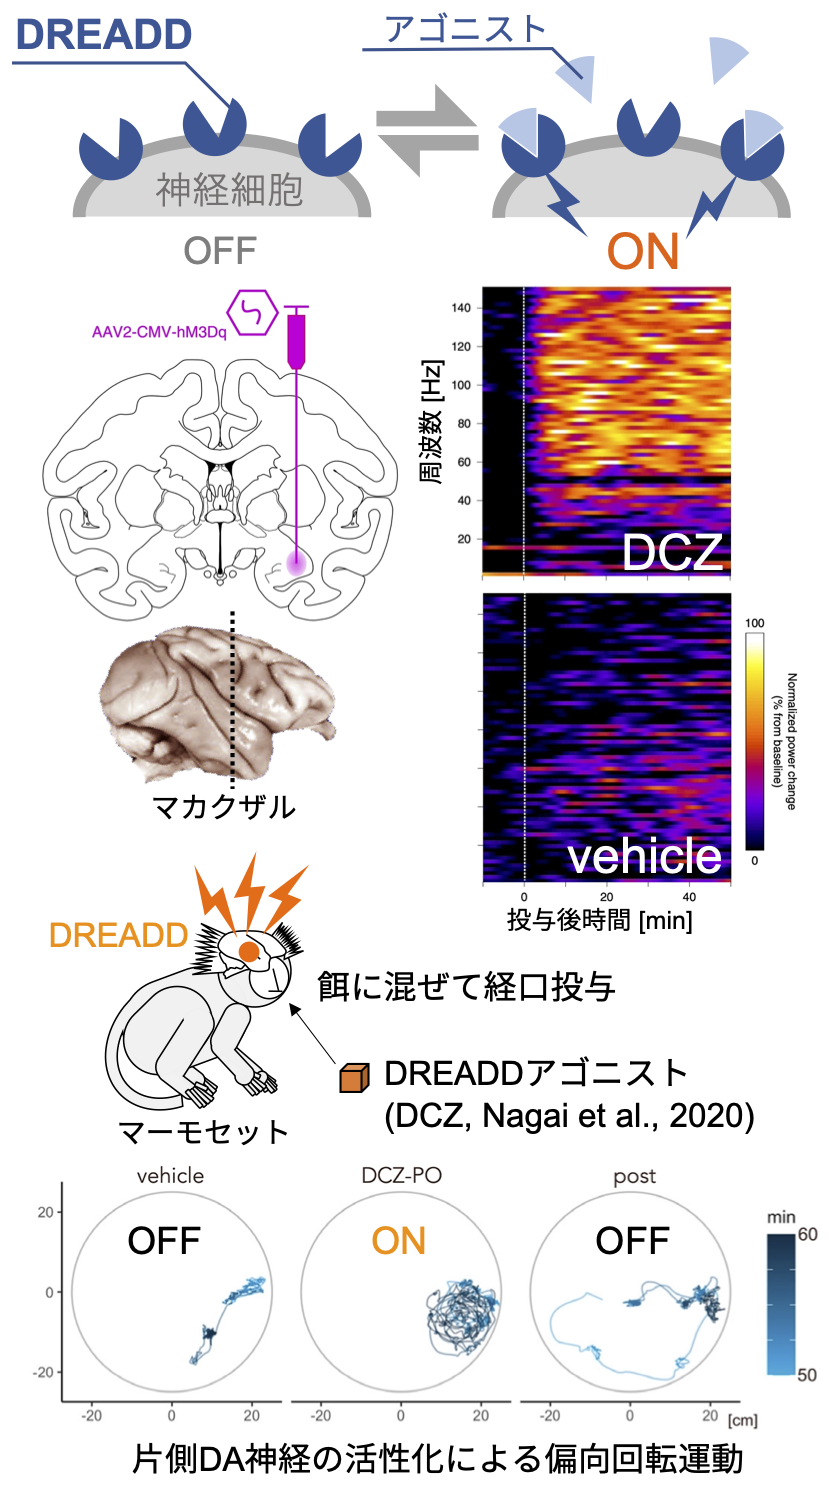 DREADD
アゴニスト
神経細胞
OFF
ON
AAV2-CMV-hM3Dq
周波数 [Hz]
140
120
100
80
60
40
20
DCZ
vehicle
100
Normalized power change
(% from baseline)
0
0
20
40
投与後時間 [min]
マカクザル
DREADD
餌に混ぜて経口投与
DREADDアゴニスト
(DCZ, Nagai et al., 2020)
マーモセット
vehicle
DCZ-PO
post
OFF
ON
OFF
20
0
-20
-20
0
20
-20
0
20
-20
0
20
[cm]
min
60
50
片側DA神経の活性化による偏向回転運動